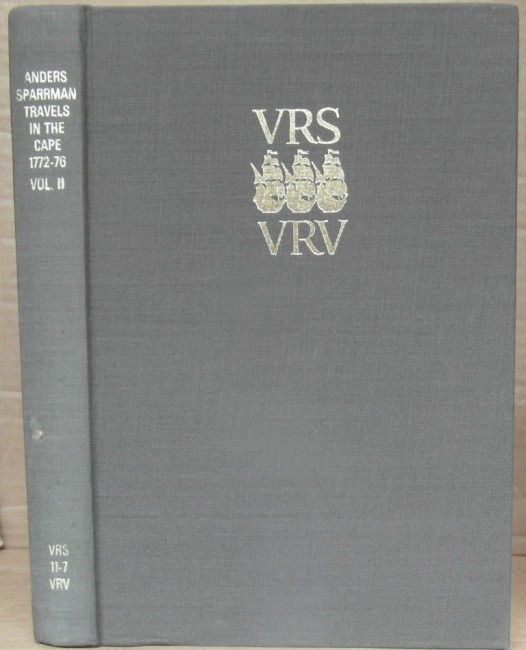 ANDERS
SPARRMAN
TRAVELS
IN THE
CAPE
1772-76
VOL. II
VRS
11-7
VRV
VRS
VRV